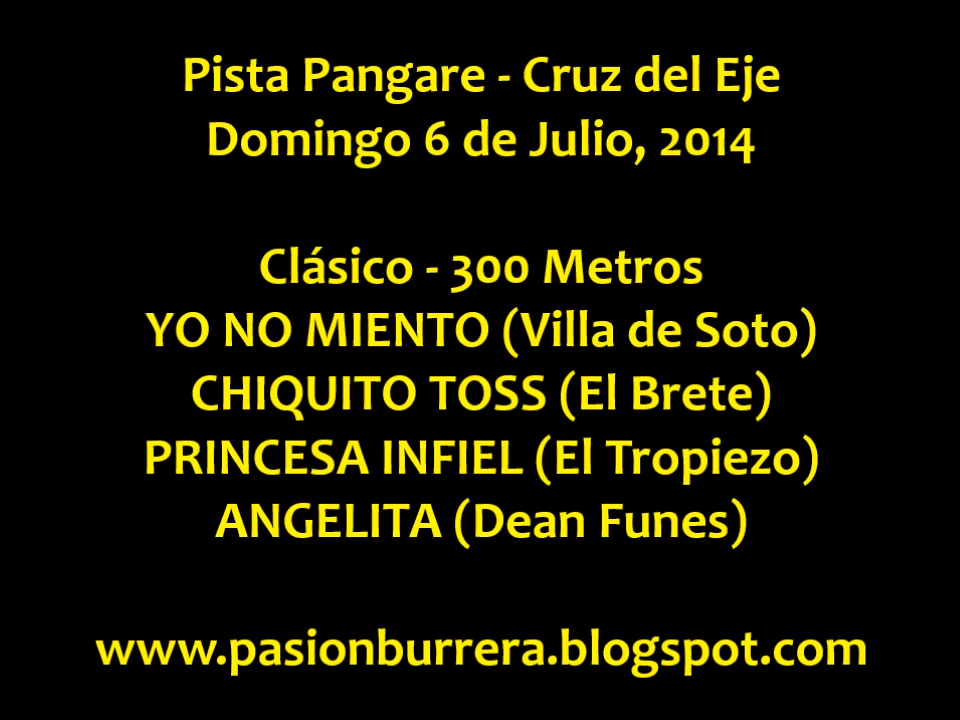 Pista Pangare - Cruz del Eje
Domingo 6 de Julio, 2014
Clásico - 300 Metros
YO NO MIENTO (Villa de Soto)
CHIQUITO TOSS (El Brete)
PRINCESA INFIEL (El Tropiezo)
ANGELITA (Dean Funes)
www.pasionburrera.blogspot.com